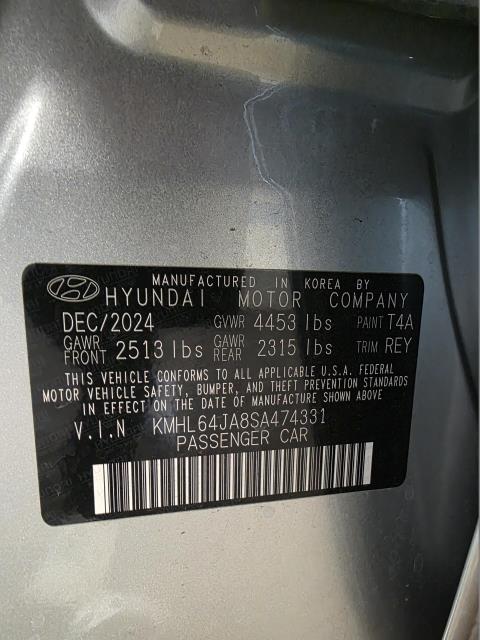 MANUFACTURED IN KOREA BY
HYUNDAI MOTOR COMPANY
DEC/2024 GVWR 4453 lbs PAINT T4A
GAWR FRONT 2513 lbs GAWR REAR 2315 lbs TRIM REY
THIS VEHICLE CONFORMS TO ALL APPLICABLE U.S.A. FEDERAL
MOTOR VEHICLE SAFETY, BUMPER, AND THEFT PREVENTION STANDARDS
IN EFFECT ON THE DATE OF MANUFACTURE SHOWN ABOVE.
V.I.N KMHL64JA8SA474331
PASSENGER CAR